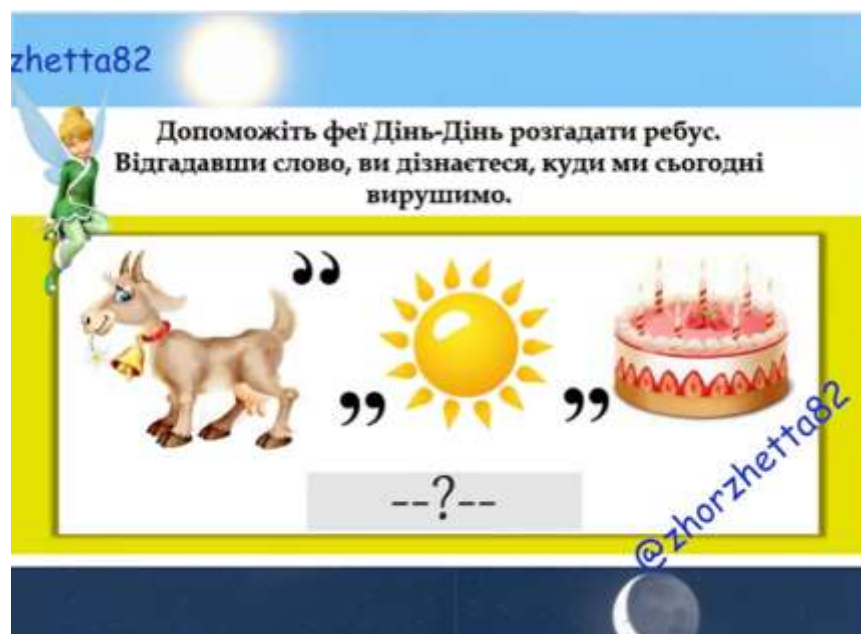 zhetta82
Допоможіть феї Дінь-Дінь розгадати ребус.
Відгадавши слово, ви дізнаєтеся, куди ми сьогодні
вирушимо.
,,
,,
,,
--?--
@zhorzhetta82